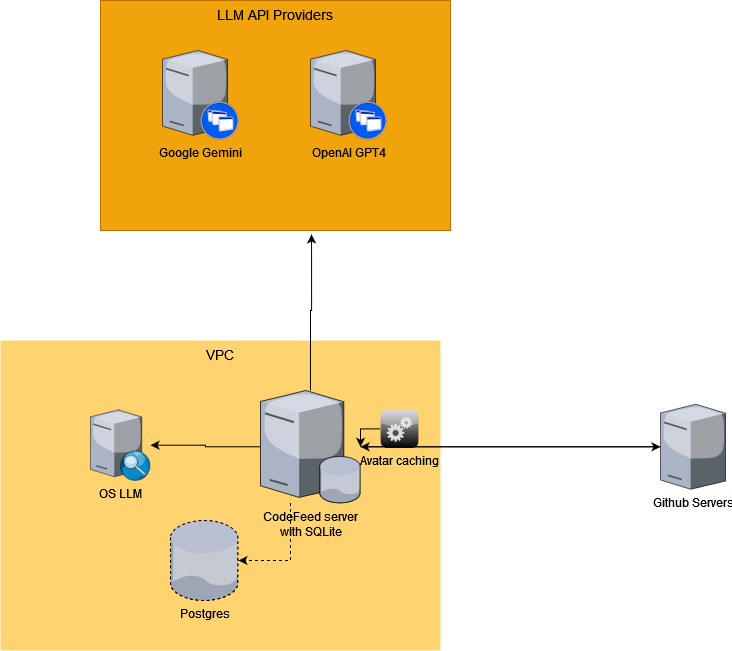 LLM API Providers
Google Gemini
OpenAI GPT4
VPC
OS LLM
Avatar caching
CodeFeed server
with SQLite
Github Servers
Postgres